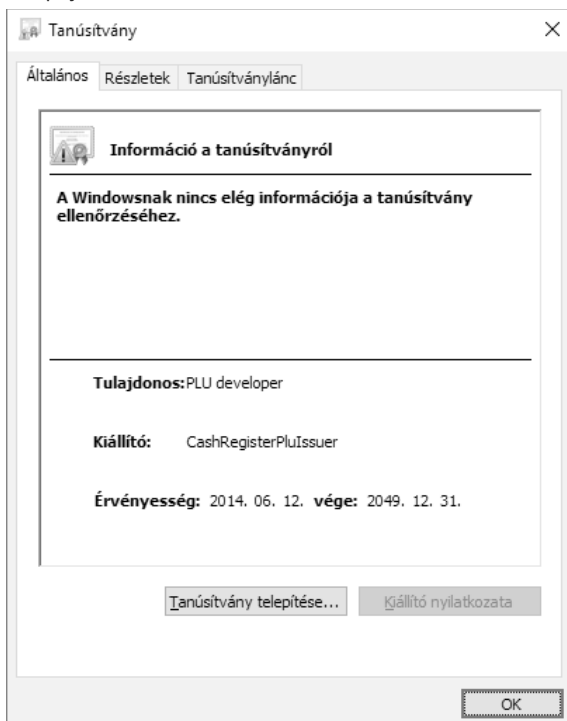 Tanúsítvány
Általános Részletek Tanúsítványlánc
Információ a tanúsítványról
A Windowsnak nincs elég információja a tanúsítvány
ellenőrzéséhez.
Tulajdonos: PLU developer
Kiállító: CashRegisterPluIssuer
Érvényesség: 2014. 06. 12. vége: 2049. 12. 31.
Tanúsítvány telepítése... Kiállító nyilatkozata
OK